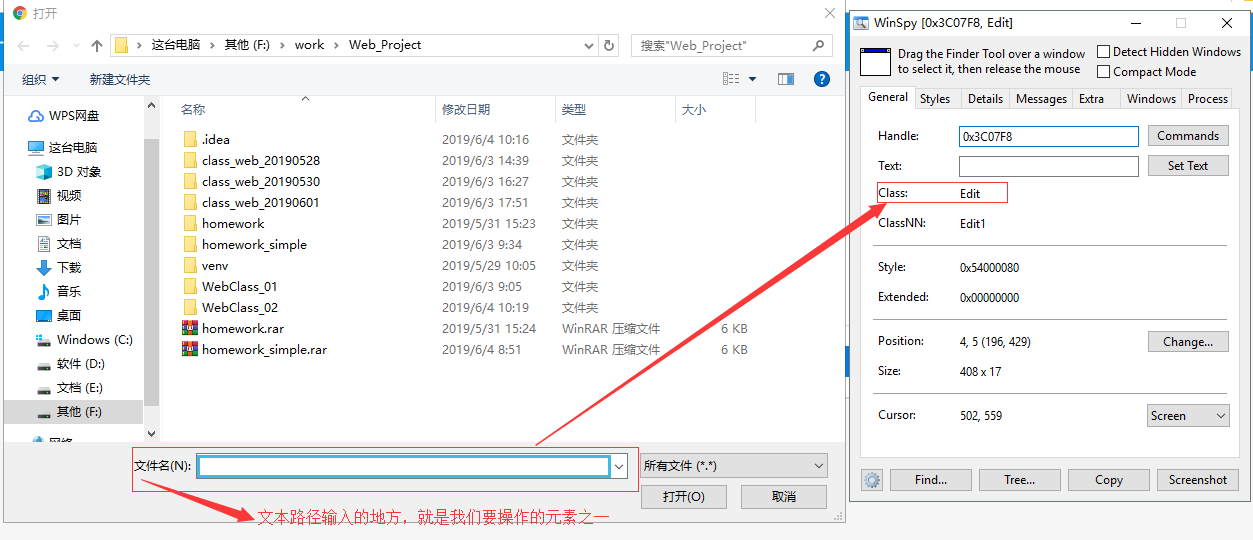 打开
这台电脑 › 其他 (F:) › work › Web_Project
搜索"Web_Project"
组织
新建文件夹
WPS网盘
这台电脑
3D 对象
视频
图片
文档
下载
音乐
桌面
Windows (C:)
软件 (D:)
文档 (E:)
其他 (F:)
网络
名称 修改日期 类型 大小
.idea 2019/6/4 10:16 文件夹
class_web_20190528 2019/6/3 14:39 文件夹
class_web_20190530 2019/6/3 16:27 文件夹
class_web_20190601 2019/6/3 17:51 文件夹
homework 2019/5/31 15:23 文件夹
homework_simple 2019/6/3 9:34 文件夹
venv 2019/5/29 10:05 文件夹
WebClass_01 2019/6/3 9:05 文件夹
WebClass_02 2019/6/4 10:19 文件夹
homework.rar 2019/5/31 15:24 WinRAR 压缩文件 6 KB
homework_simple.rar 2019/6/4 8:51 WinRAR 压缩文件 6 KB
文件名(N):
所有文件 (*.*)
打开(O) 取消
文本路径输入的地方，就是我们要操作的元素之一
WinSpy [0x3C07F8, Edit]
Drag the Finder Tool over a window
to select it, then release the mouse
Detect Hidden Windows
Compact Mode
General Styles Details Messages Extra Windows Process
Handle: 0x3C07F8 Commands
Text: Set Text
Class: Edit
ClassNN: Edit1
Style: 0x54000080
Extended: 0x00000000
Position: 4, 5 (196, 429) Change...
Size: 408 x 17
Cursor: 502, 559 Screen
Find... Tree... Copy Screenshot